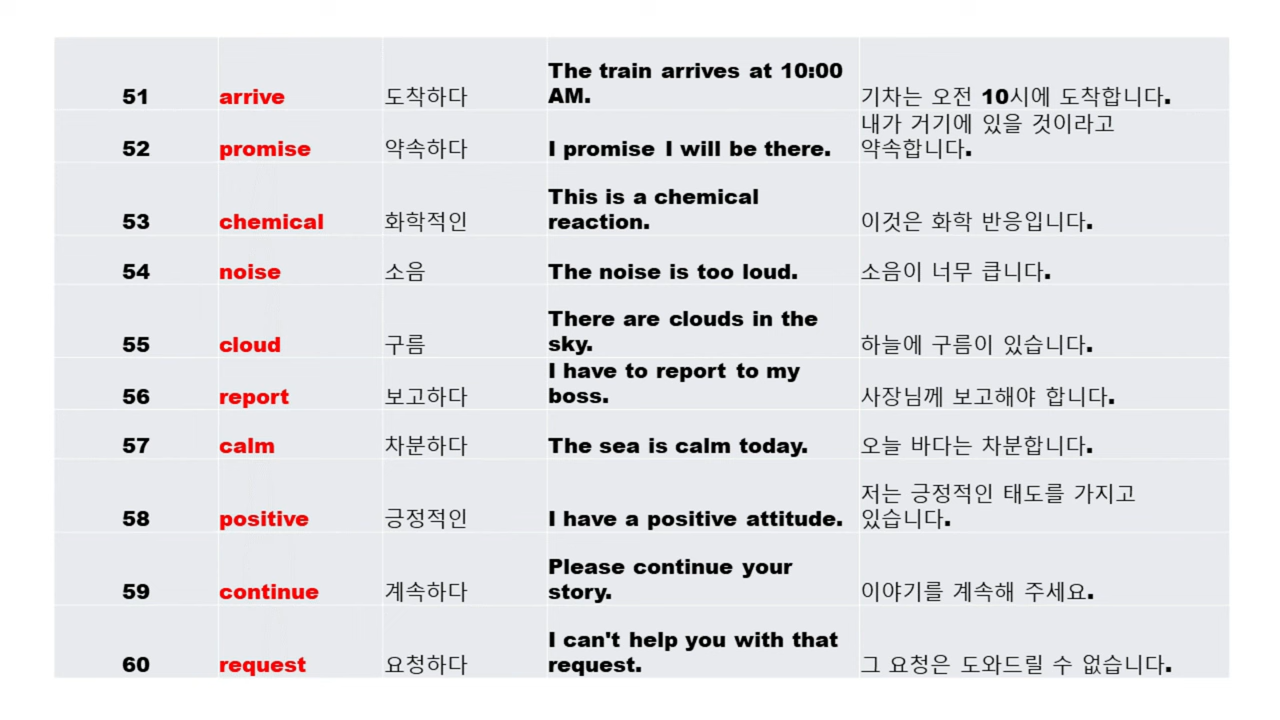 51 arrive 도착하다 The train arrives at 10:00
AM. 기차는 오전 10시에 도착합니다.
52 promise 약속하다 I promise I will be there. 내가 거기에 있을 것이라고
약속합니다.
53 chemical 화학적인 This is a chemical
reaction. 이것은 화학 반응입니다.
54 noise 소음 The noise is too loud. 소음이 너무 큽니다.
55 cloud 구름 There are clouds in the
sky. 하늘에 구름이 있습니다.
56 report 보고하다 I have to report to my
boss. 사장님께 보고해야 합니다.
57 calm 차분하다 The sea is calm today. 오늘 바다는 차분합니다.
58 positive 긍정적인 I have a positive attitude. 저는 긍정적인 태도를 가지고
있습니다.
59 continue 계속하다 Please continue your
story. 이야기를 계속해 주세요.
60 request 요청하다 I can't help you with that
request. 그 요청은 도와드릴 수 없습니다.